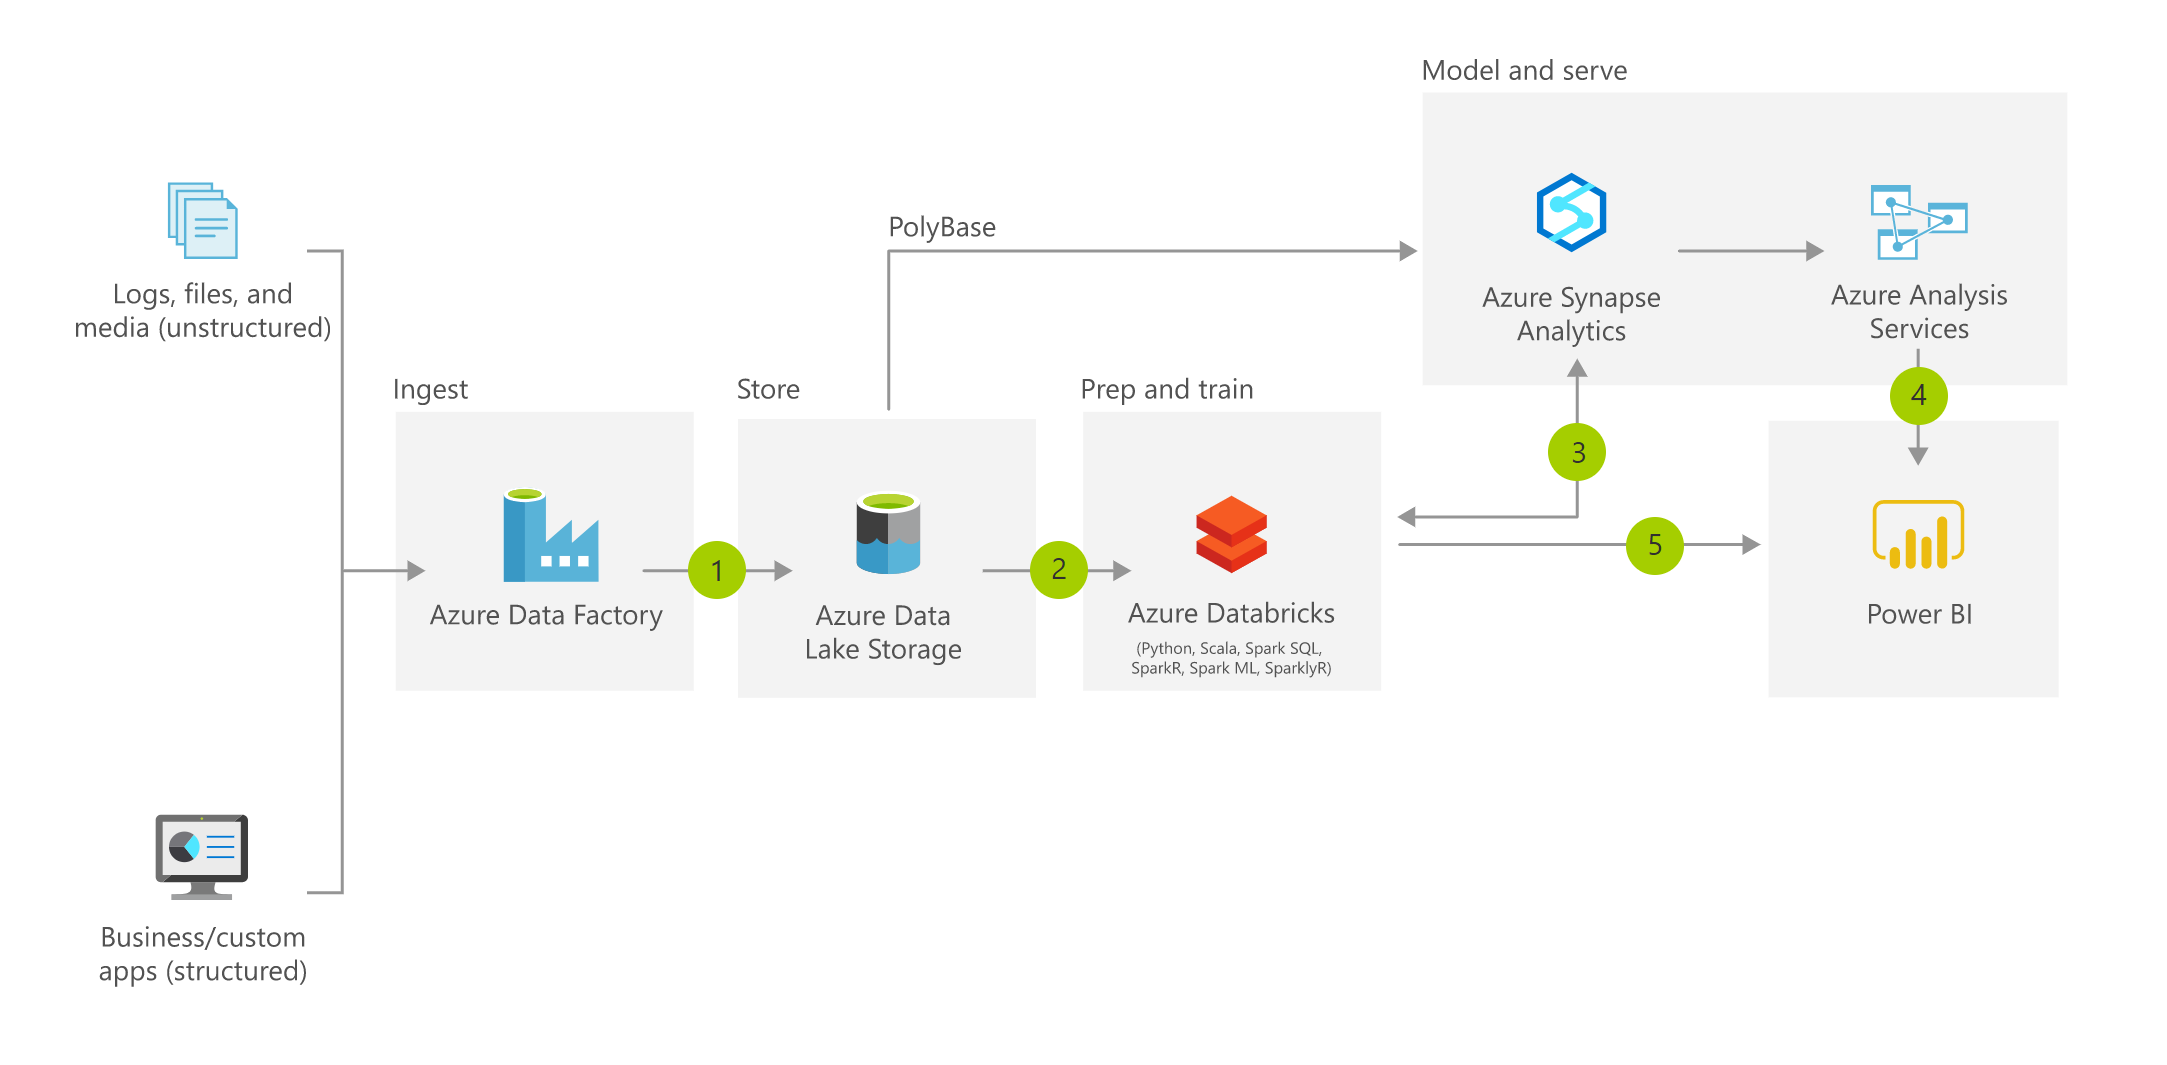 Model and serve
Logs, files, and
media (unstructured)
PolyBase
Azure Synapse
Analytics
Azure Analysis
Services
Ingest
Store
Prep and train
4
3
1
2
5
Azure Data Factory
Azure Data
Lake Storage
Azure Databricks
(Python, Scala, Spark SQL,
SparkR, Spark ML, SparklyR)
Power BI
Business/custom
apps (structured)